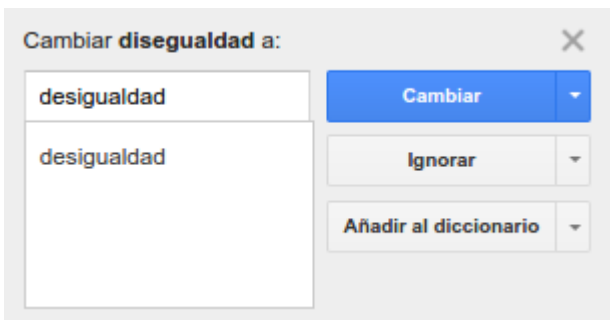 Cambiar disegualdad a:
desigualdad
Cambiar
desigualdad
Ignorar
Añadir al diccionario